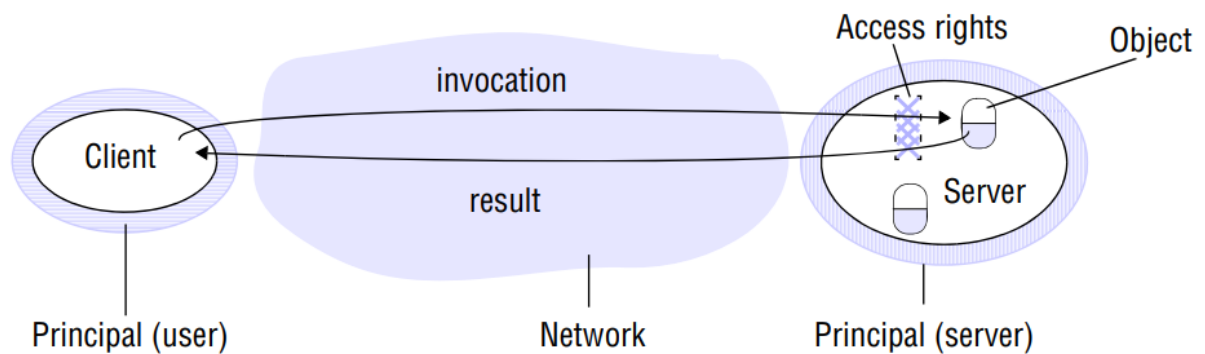 Access rights
Object
invocation
Client
Server
result
Principal (user)
Network
Principal (server)